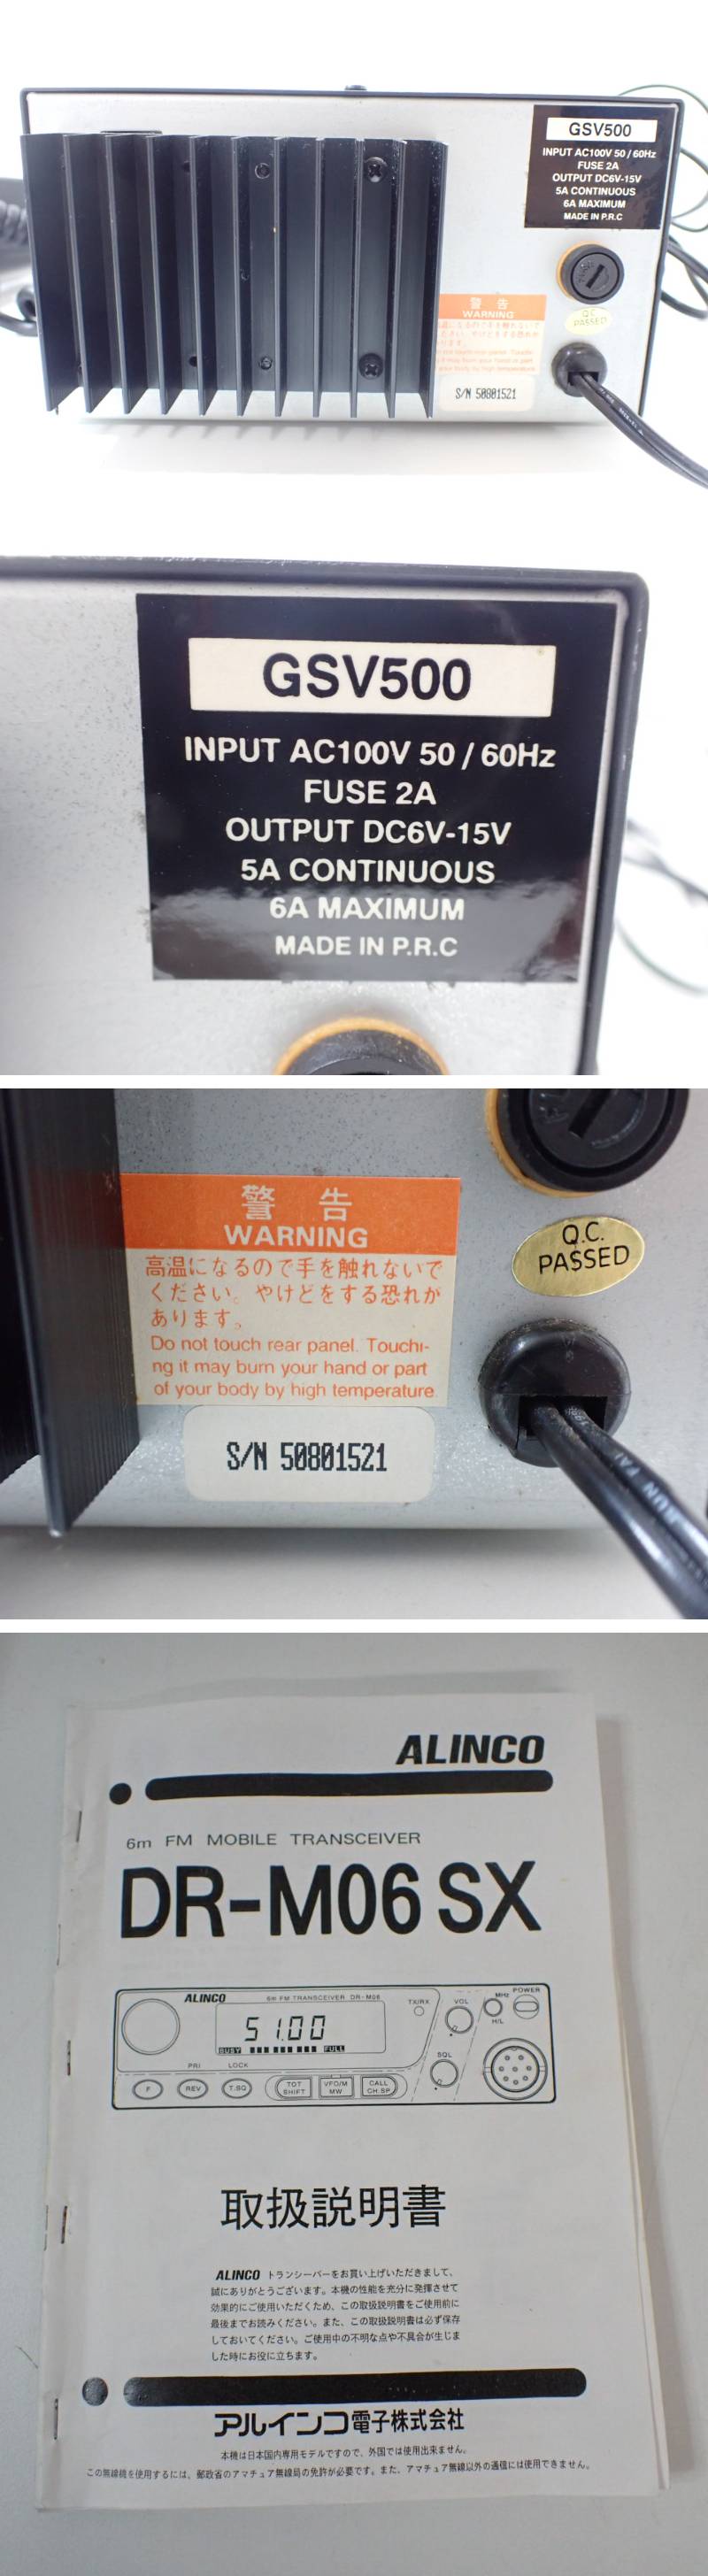 GSV500
INPUT AC100V 50 / 60Hz
FUSE 2A
OUTPUT DC6V-15V
5A CONTINUOUS
6A MAXIMUM
MADE IN P.R.C
警 告
WARNING
Q.C.
PASSED
S/N 50801521
GSV500
INPUT AC100V 50 / 60Hz
FUSE 2A
OUTPUT DC6V-15V
5A CONTINUOUS
6A MAXIMUM
MADE IN P.R.C
警 告
WARNING
高温になるので手を触れないで
ください。やけどをする恐れが
あります。
Do not touch rear panel. Touchi-
ng it may burn your hand or part
of your body by high temperature.
Q.C.
PASSED
S/N 50801521
ALINCO
6m FM MOBILE TRANSCEIVER
DR-M06 SX
ALINCO
6m FM TRANSCEIVER DR-M06
51.00
BUSY
FULL
TX/RX
VOL
MHz
POWER
H/L
SQL
PRI
LOCK
F
REV
T.SQ
TOT
SHIFT
VFO/M
MW
CALL
CH.SP
取扱説明書
ALINCO トランシーバーをお買い上げいただきまして、
誠にありがとうございます。本機の性能を充分に発揮させて
効果的にご使用いただくため、この取扱説明書をご使用前に
最後までお読みください。また、この取扱説明書は必ず保存
しておいてください。ご使用中の不明な点や不具合が生じま
した時にお役に立ちます。
アルインコ電子株式会社
本機は日本国内専用モデルですので、外国では使用出来ません。
この無線機を使用するには、郵政省のアマチュア無線局の免許が必要です。また、アマチュア無線以外の通信には使用できません。